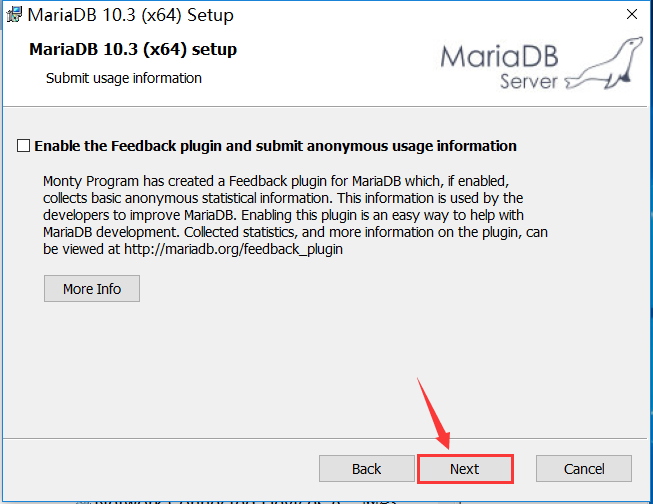 MariaDB 10.3 (x64) Setup
MariaDB 10.3 (x64) setup
Submit usage information
MariaDB
Server
Enable the Feedback plugin and submit anonymous usage information
Monty Program has created a Feedback plugin for MariaDB which, if enabled,
collects basic anonymous statistical information. This information is used by the
developers to improve MariaDB. Enabling this plugin is an easy way to help with
MariaDB development. Collected statistics, and more information on the plugin, can
be viewed at http://mariadb.org/feedback_plugin
More Info
Back Next Cancel